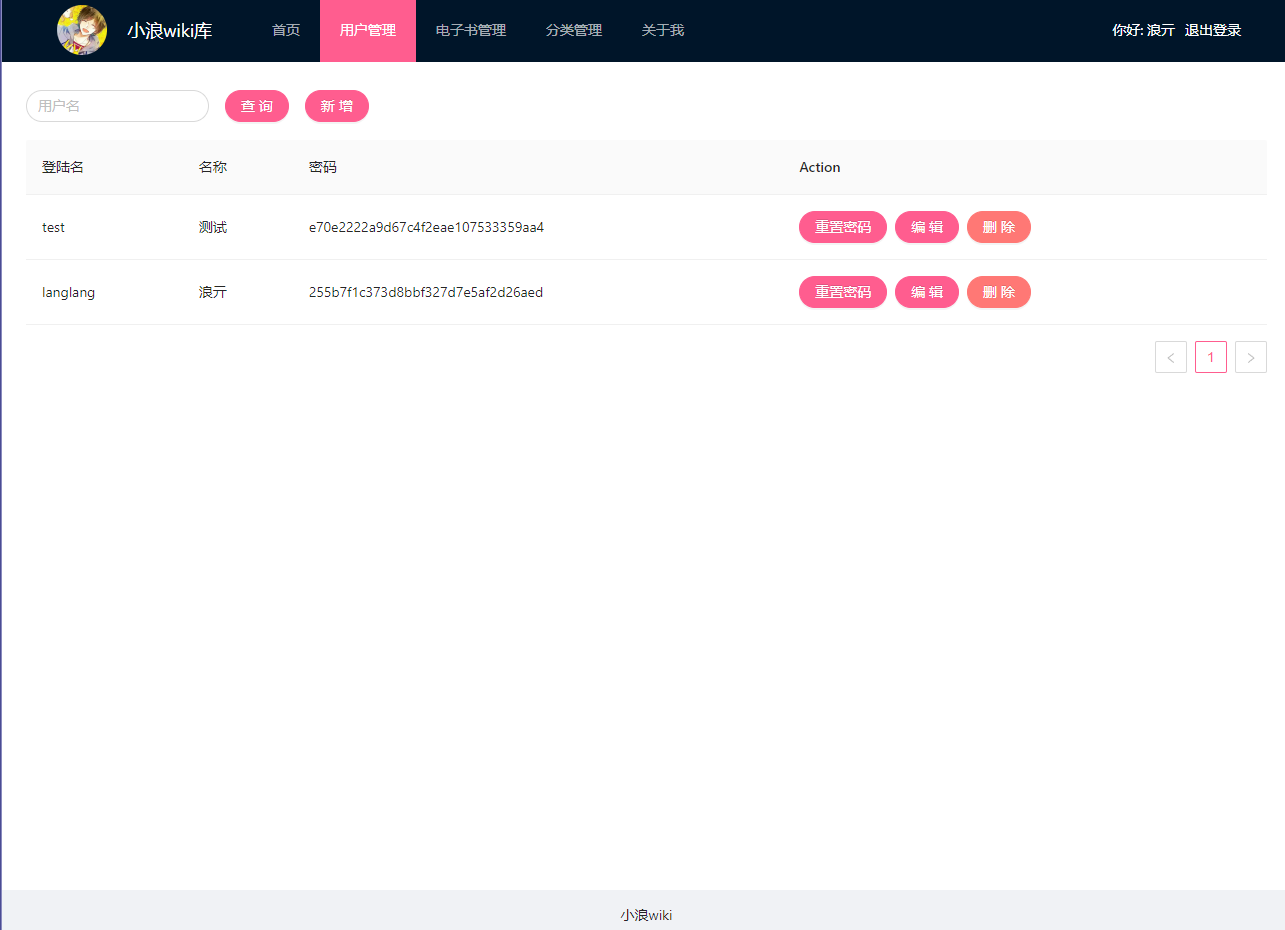 小浪wiki库 首页 用户管理 电子书管理 分类管理 关于我 你好: 浪亓 退出登录
用户名 查 询 新 增
登陆名 名称 密码 Action
test 测试 e70e2222a9d67c4f2eae107533359aa4 重置密码 编 辑 删 除
langlang 浪亓 255b7f1c373d8bbf327d7e5af2d26aed 重置密码 编 辑 删 除
< 1 >
小浪wiki